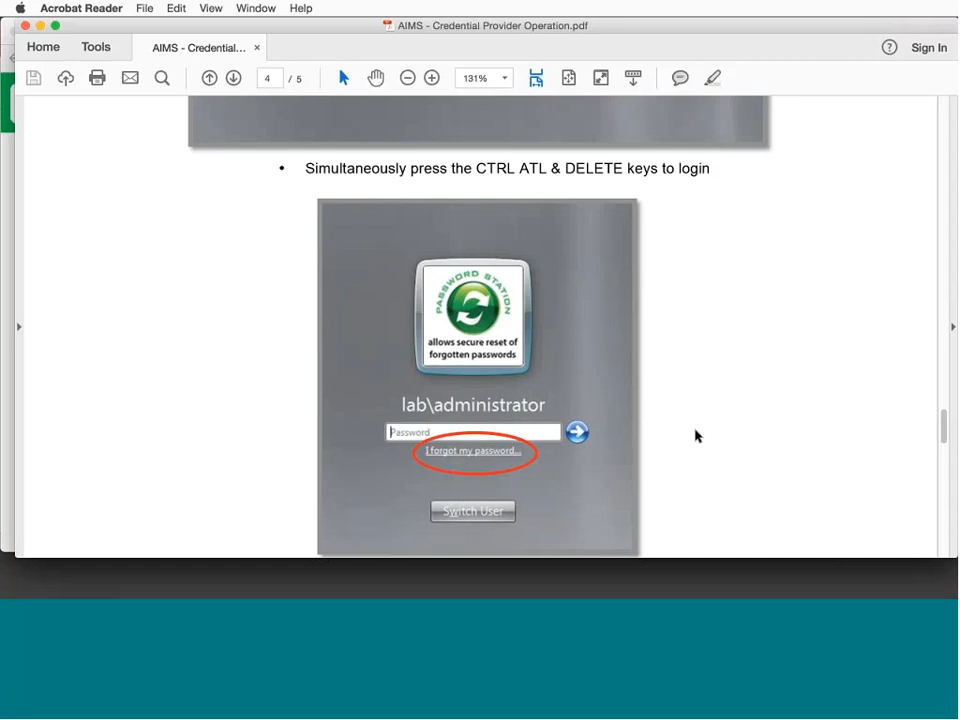 Acrobat Reader File Edit View Window Help
AIMS - Credential Provider Operation.pdf
Home Tools AIMS - Credential... × ? Sign In
4 / 5 131%
• Simultaneously press the CTRL ATL & DELETE keys to login
PASSWORD STATION
allows secure reset of
forgotten passwords
lab\administrator
Password
I forgot my password...
Switch User